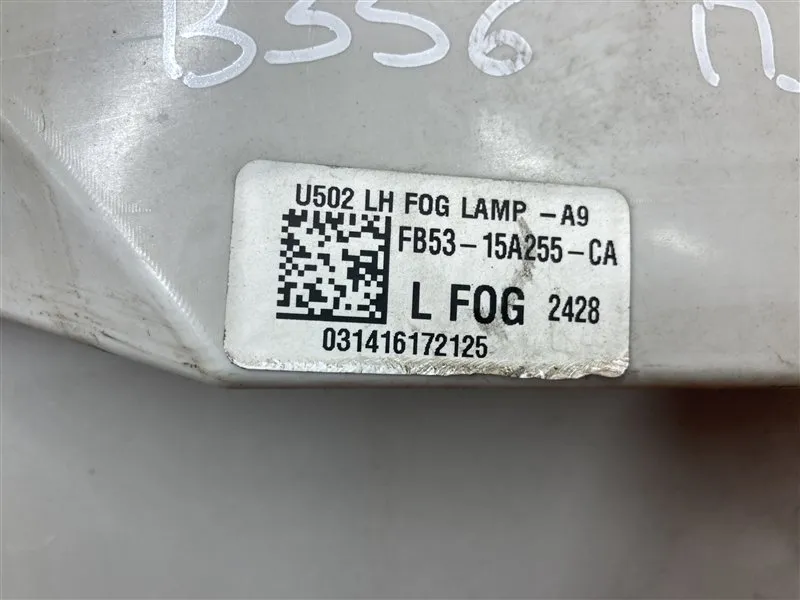 B356 П.
U502 LH FOG LAMP -A9
FB53-15A255-CA
L FOG 2428
031416172125